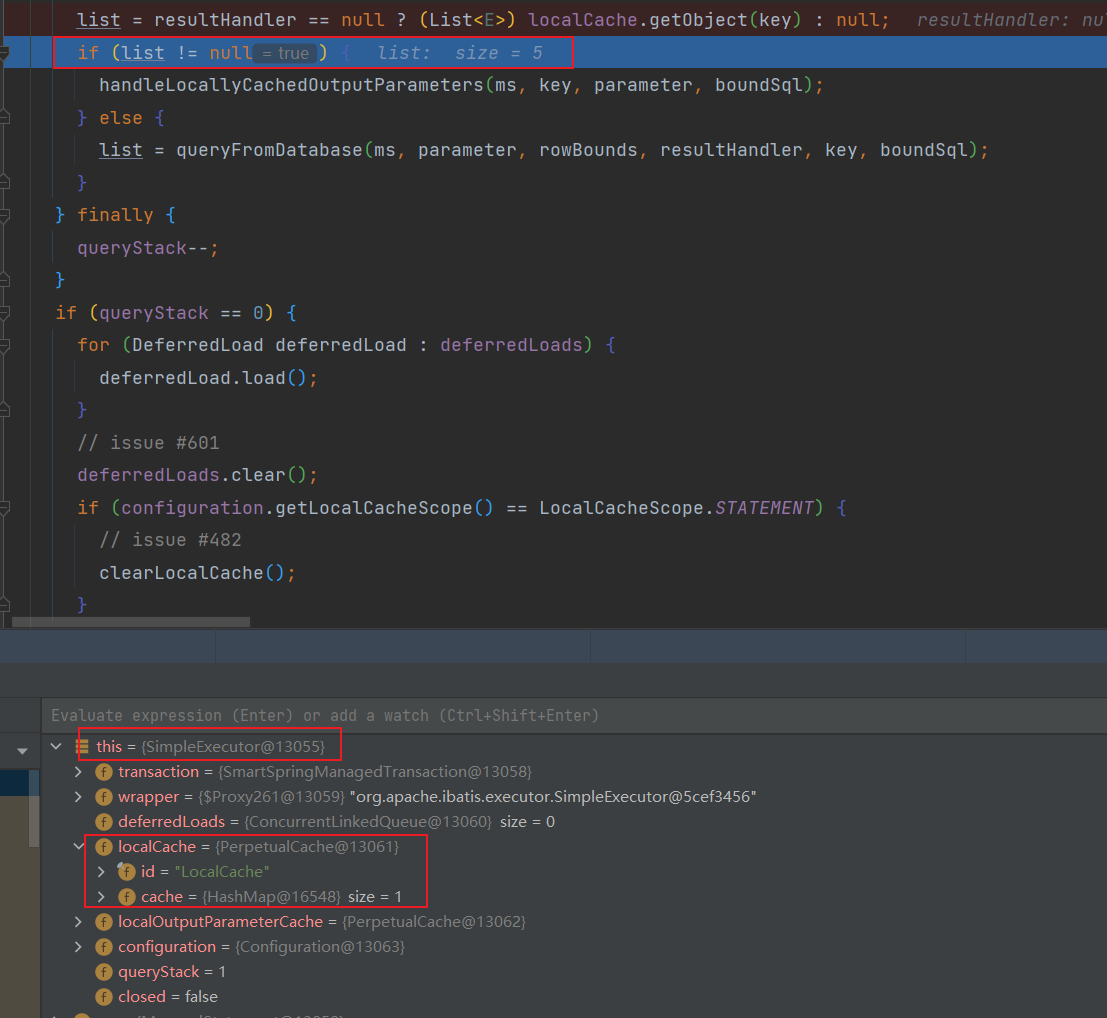 list = resultHandler == null ? (List<E>) localCache.getObject(key) : null;   resultHandler: nu
if (list != null = true ) {   list:  size = 5
handleLocallyCachedOutputParameters(ms, key, parameter, boundSql);
} else {
list = queryFromDatabase(ms, parameter, rowBounds, resultHandler, key, boundSql);
}
} finally {
queryStack--;
}
if (queryStack == 0) {
for (DeferredLoad deferredLoad : deferredLoads) {
deferredLoad.load();
}
// issue #601
deferredLoads.clear();
if (configuration.getLocalCacheScope() == LocalCacheScope.STATEMENT) {
// issue #482
clearLocalCache();
}
Evaluate expression (Enter) or add a watch (Ctrl+Shift+Enter)
this = {SimpleExecutor@13055}
f transaction = {SmartSpringManagedTransaction@13058}
f wrapper = {$Proxy261@13059} "org.apache.ibatis.executor.SimpleExecutor@5cef3456"
f deferredLoads = {ConcurrentLinkedQueue@13060} size = 0
f localCache = {PerpetualCache@13061}
f id = "LocalCache"
f cache = {HashMap@16548} size = 1
f localOutputParameterCache = {PerpetualCache@13062}
f configuration = {Configuration@13063}
f queryStack = 1
f closed = false